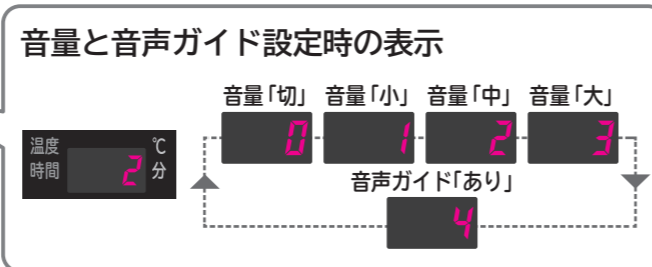 音量と音声ガイド設定時の表示
音量「切」 音量「小」 音量「中」 音量「大」
0 1 2 3
温度 ℃
時間 2 分
音声ガイド「あり」
4